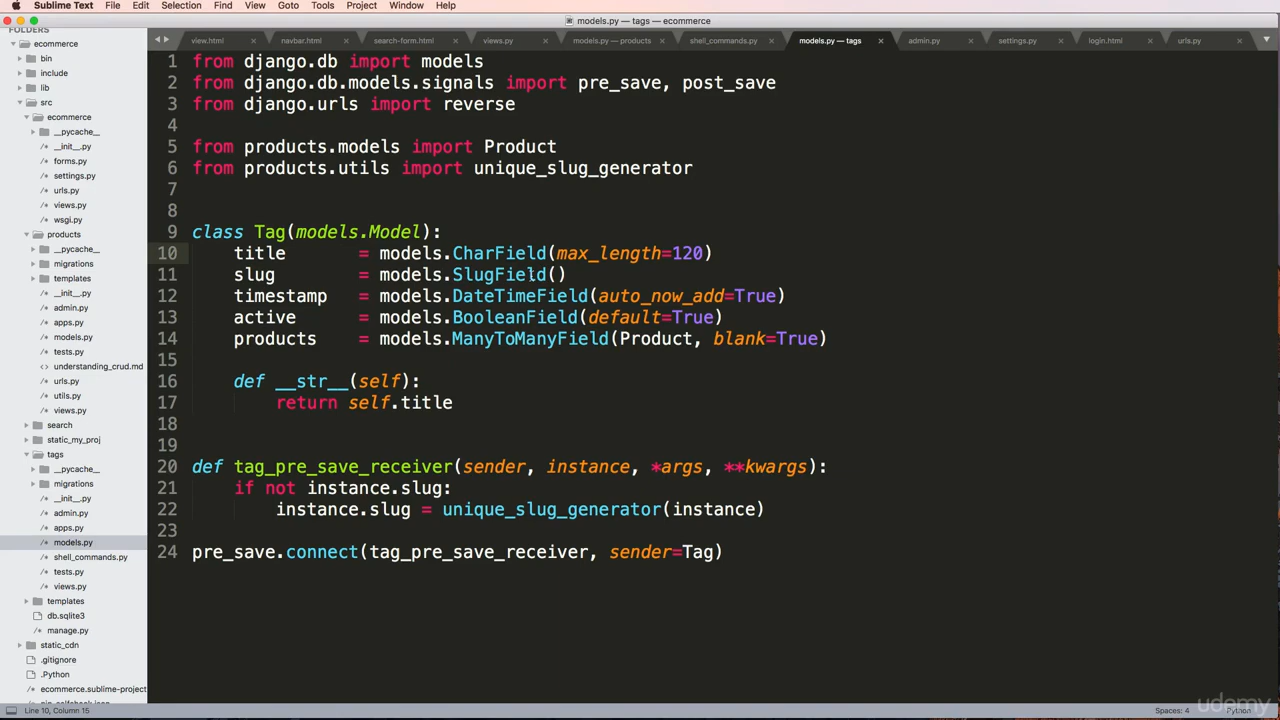 Sublime Text File Edit Selection Find View Goto Tools Project Window Help
models.py — tags — ecommerce
FOLDERS
ecommerce
bin
include
lib
src
ecommerce
__pycache__
__init__.py
forms.py
settings.py
urls.py
views.py
wsgi.py
products
__pycache__
migrations
templates
__init__.py
admin.py
apps.py
models.py
tests.py
understanding_crud.md
urls.py
utils.py
views.py
search
static_my_proj
tags
__pycache__
migrations
__init__.py
admin.py
apps.py
models.py
shell_commands.py
tests.py
views.py
templates
db.sqlite3
manage.py
static_cdn
.gitignore
.Python
ecommerce.sublime-project
view.html navbar.html search-form.html views.py models.py — products shell_commands.py models.py — tags admin.py settings.py login.html urls.py
1 from django.db import models
2 from django.db.models.signals import pre_save, post_save
3 from django.urls import reverse
4
5 from products.models import Product
6 from products.utils import unique_slug_generator
7
8
9 class Tag(models.Model):
10 title = models.CharField(max_length=120)
11 slug = models.SlugField()
12 timestamp = models.DateTimeField(auto_now_add=True)
13 active = models.BooleanField(default=True)
14 products = models.ManyToManyField(Product, blank=True)
15
16 def __str__(self):
17 return self.title
18
19
20 def tag_pre_save_receiver(sender, instance, *args, **kwargs):
21 if not instance.slug:
22 instance.slug = unique_slug_generator(instance)
23
24 pre_save.connect(tag_pre_save_receiver, sender=Tag)
udemy
Line 10, Column 15 Spaces: 4 Python